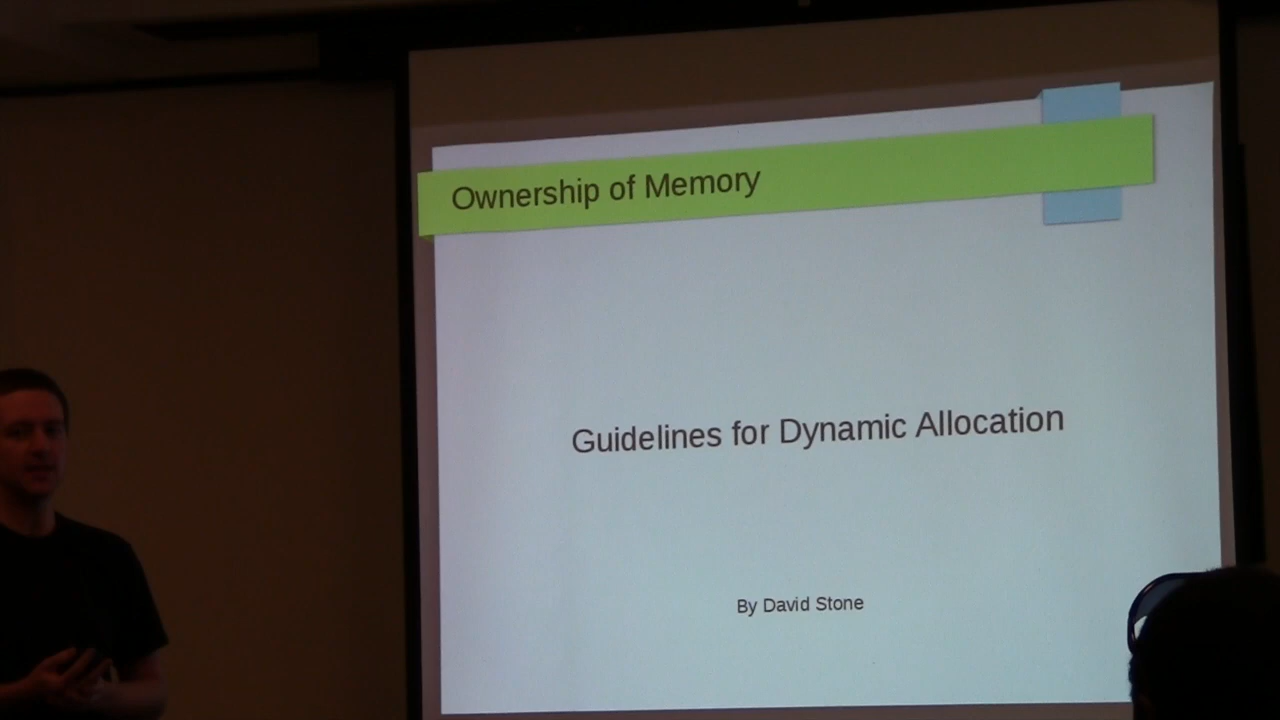 Ownership of Memory
Guidelines for Dynamic Allocation
By David Stone